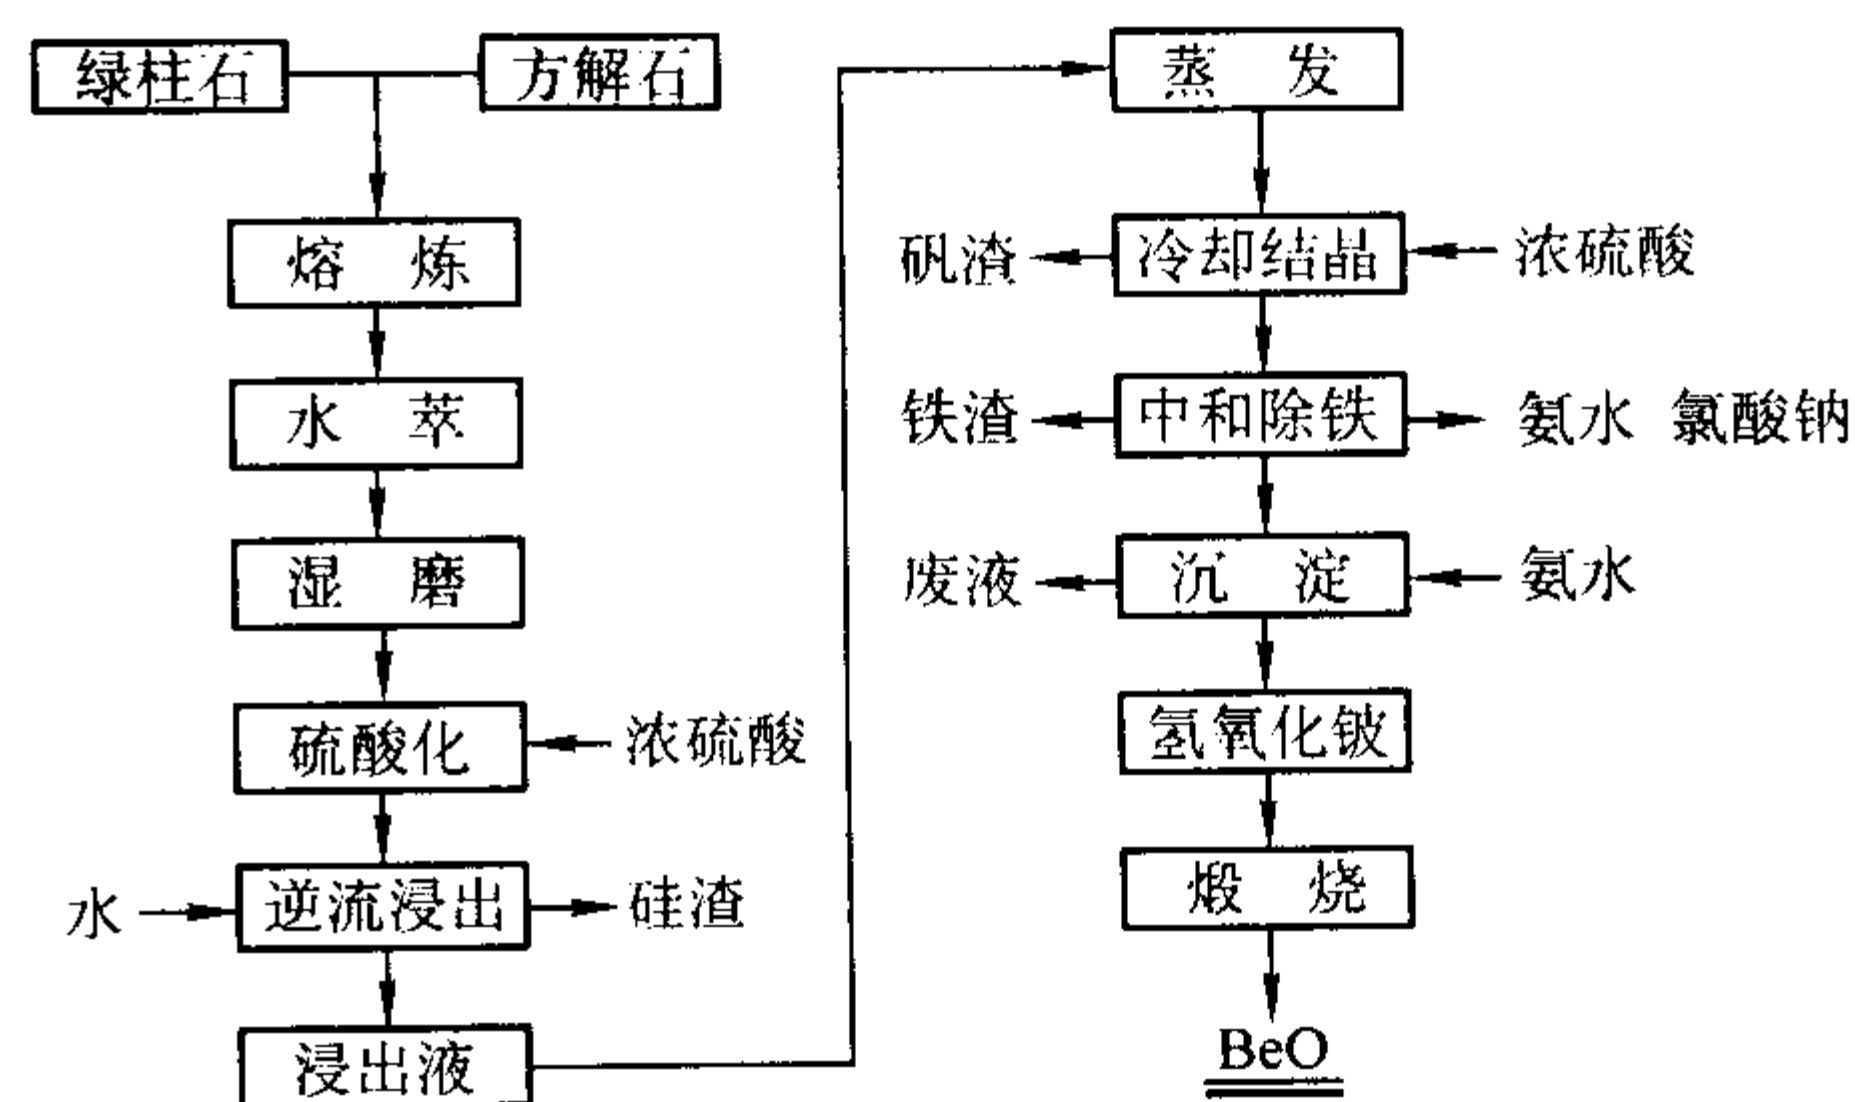 绿柱石
方解石
熔 炼
水 萃
湿 磨
硫酸化
浓硫酸
水
逆流浸出
硅渣
浸出液
蒸 发
矾渣
冷却结晶
浓硫酸
铁渣
中和除铁
氨水 氯酸钠
废液
沉 淀
氨水
氢氧化铍
煅 烧
BeO